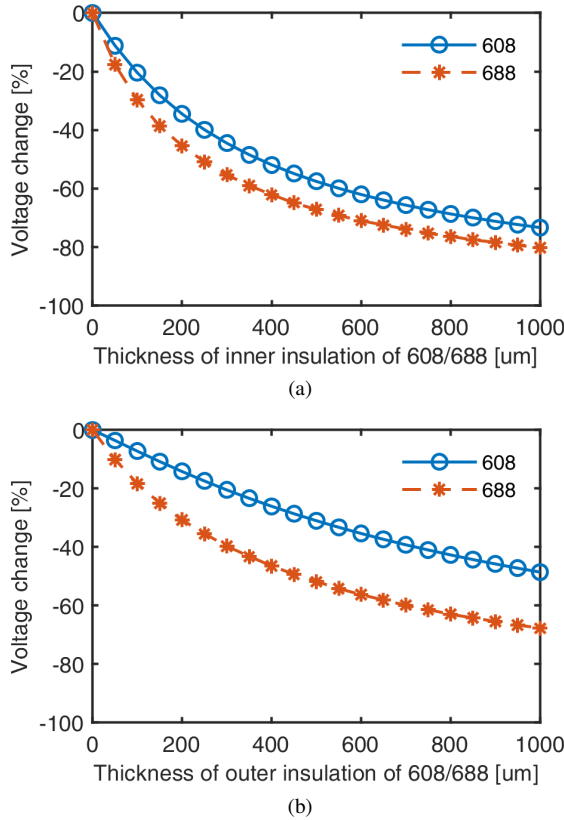 0
-20
-40
-60
-80
-100
Voltage change [%]
608
688
0 200 400 600 800 1000
Thickness of inner insulation of 608/688 [um]
(a)
0
-20
-40
-60
-80
-100
Voltage change [%]
608
688
0 200 400 600 800 1000
Thickness of outer insulation of 608/688 [um]
(b)